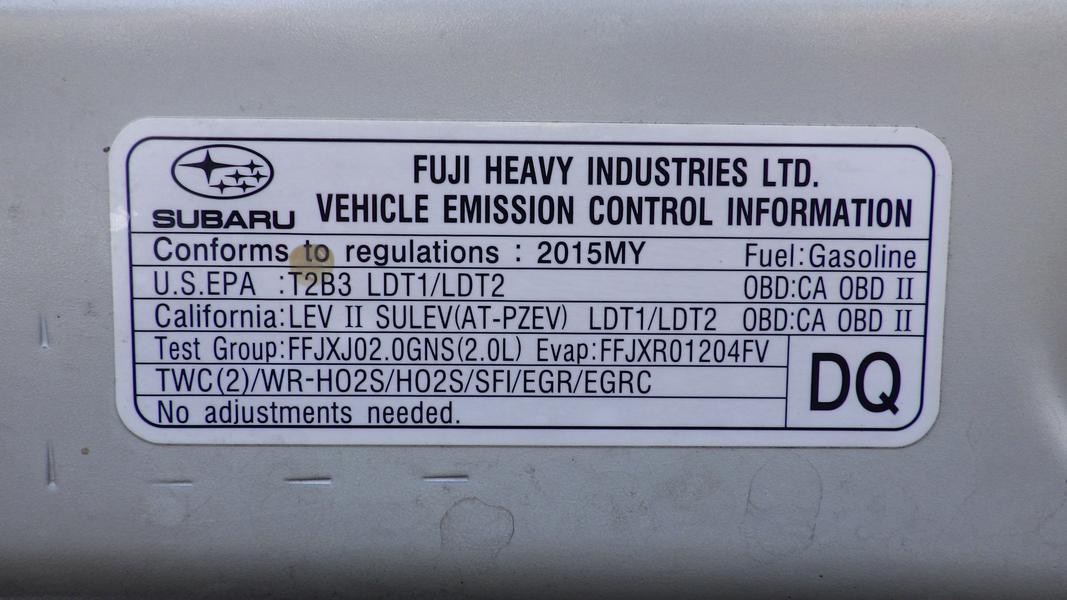 FUJI HEAVY INDUSTRIES LTD.
SUBARU VEHICLE EMISSION CONTROL INFORMATION
Conforms to regulations : 2015MY Fuel:Gasoline
U.S.EPA :T2B3 LDT1/LDT2 OBD:CA OBD II
California:LEV II SULEV(AT-PZEV) LDT1/LDT2 OBD:CA OBD II
Test Group:FFJXJ02.0GNS(2.0L) Evap:FFJXR01204FV
TWC(2)/WR-HO2S/HO2S/SFI/EGR/EGRC
No adjustments needed.
DQ